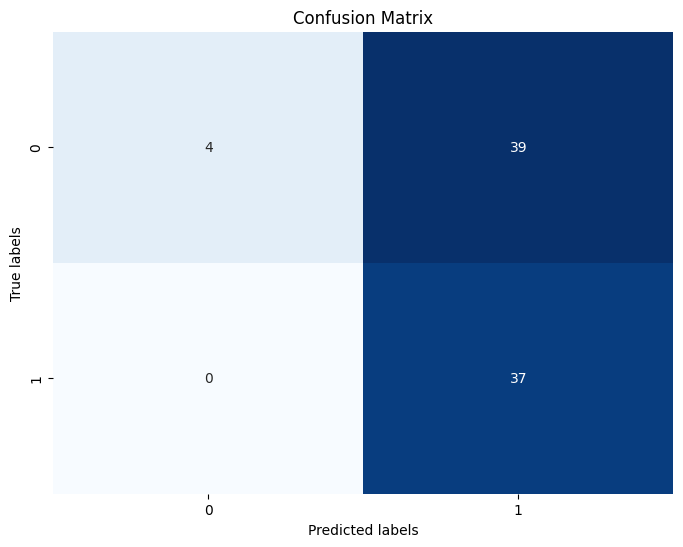 Confusion Matrix
True labels
0
4
39
1
0
37
0
1
Predicted labels